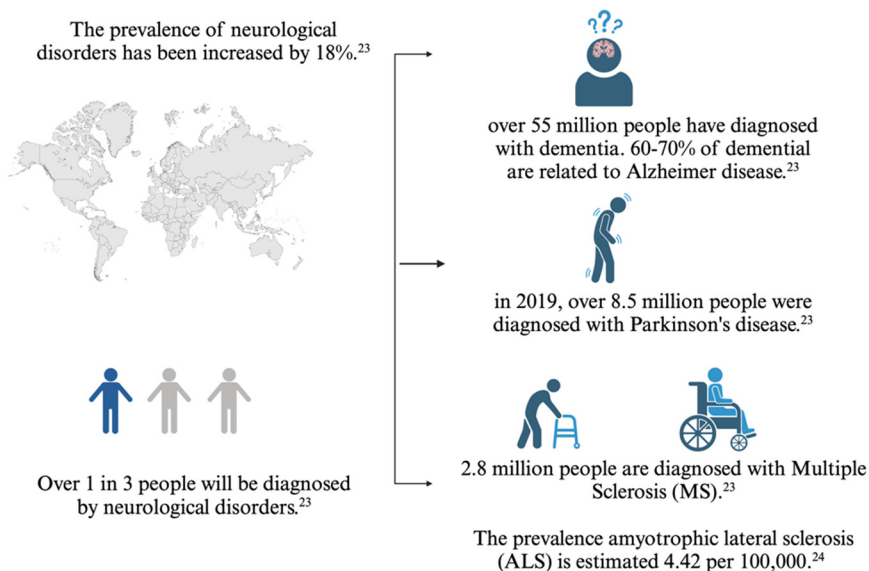 The prevalence of neurological
disorders has been increased by 18%.23
Over 1 in 3 people will be diagnosed
by neurological disorders.23
???
over 55 million people have diagnosed
with dementia. 60-70% of demential
are related to Alzheimer disease.23
in 2019, over 8.5 million people were
diagnosed with Parkinson's disease.23
2.8 million people are diagnosed with Multiple
Sclerosis (MS).23
The prevalence amyotrophic lateral sclerosis
(ALS) is estimated 4.42 per 100,000.24